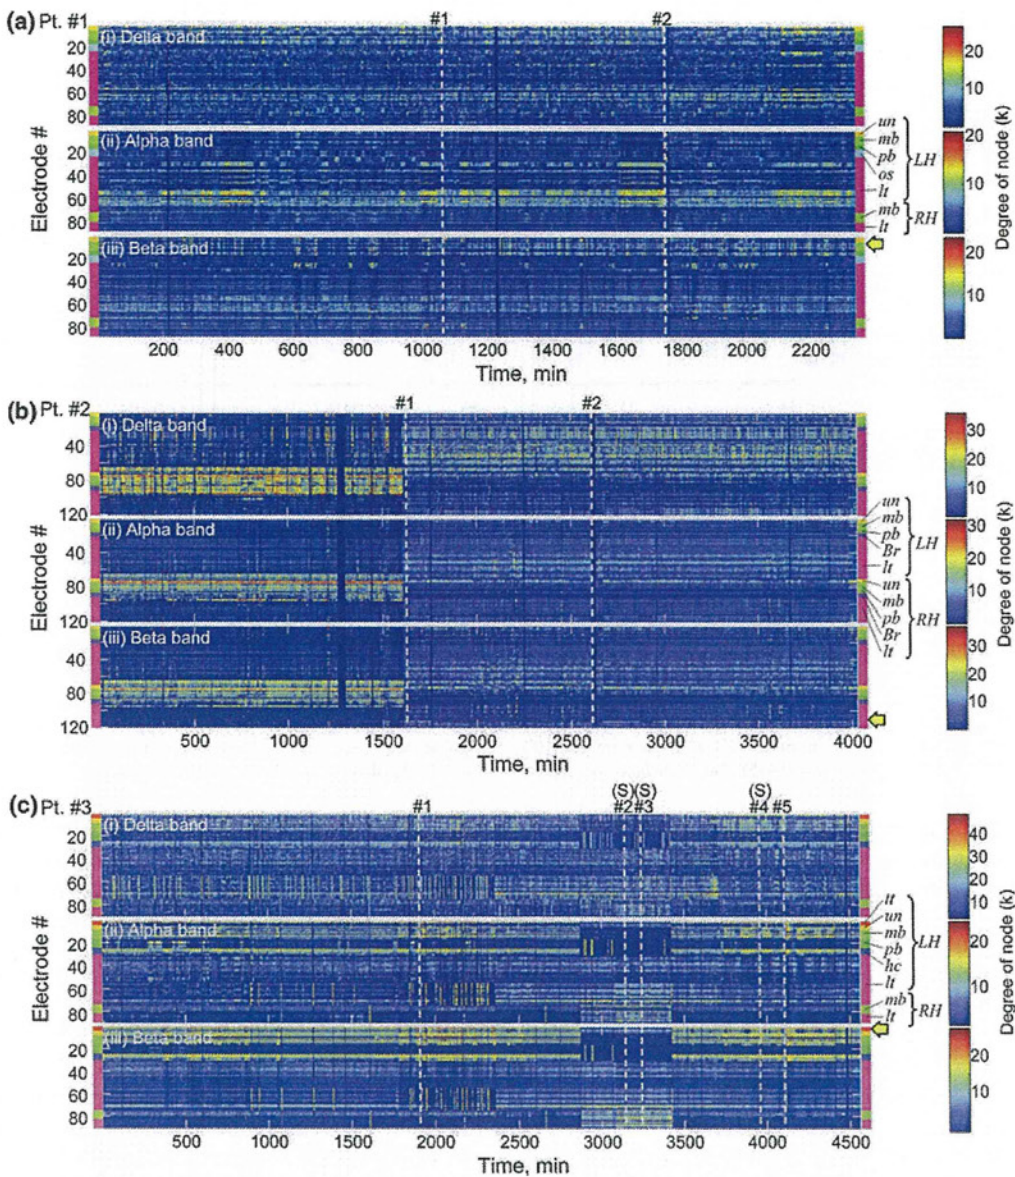 (a) Pt. #1 #1 #2
(i) Delta band
20
40
60
80
20
10
(ii) Alpha band
20
40
60
80
20
10
un
mb
pb
os
lt
LH
mb
lt
RH
(iii) Beta band
20
40
60
80
20
10
Electrode #
Degree of node (k)
200 400 600 800 1000 1200 1400 1600 1800 2000 2200
Time, min
(b) Pt. #2 #1 #2
(i) Delta band
40
80
120
30
20
10
(ii) Alpha band
40
80
120
30
20
10
un
mb
pb
Br
lt
LH
un
mb
pb
Br
lt
RH
(iii) Beta band
40
80
120
30
20
10
Electrode #
Degree of node (k)
500 1000 1500 2000 2500 3000 3500 4000
Time, min
(S) (S) (S)
(c) Pt. #3 #1 #2 #3 #4 #5
(i) Delta band
20
40
60
80
40
30
20
10
(ii) Alpha band
20
40
60
80
20
10
lt
un
mb
pb
hc
lt
LH
mb
lt
RH
(iii) Beta band
20
40
60
80
20
10
Electrode #
Degree of node (k)
500 1000 1500 2000 2500 3000 3500 4000 4500
Time, min